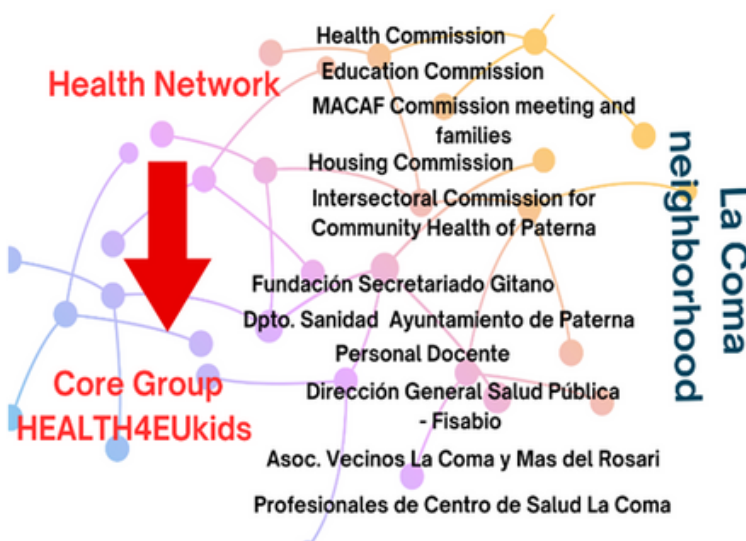 Health Network
Health Commission
Education Commission
MACAF Commission meeting and
families
Housing Commission
Intersectoral Commission for
Community Health of Paterna
Fundación Secretariado Gitano
Dpto. Sanidad Ayuntamiento de Paterna
Personal Docente
Dirección General Salud Pública
- Fisabio
Asoc. Vecinos La Coma y Mas del Rosari
Profesionales de Centro de Salud La Coma
Core Group
HEALTH4EUkids
La Coma
neighborhood